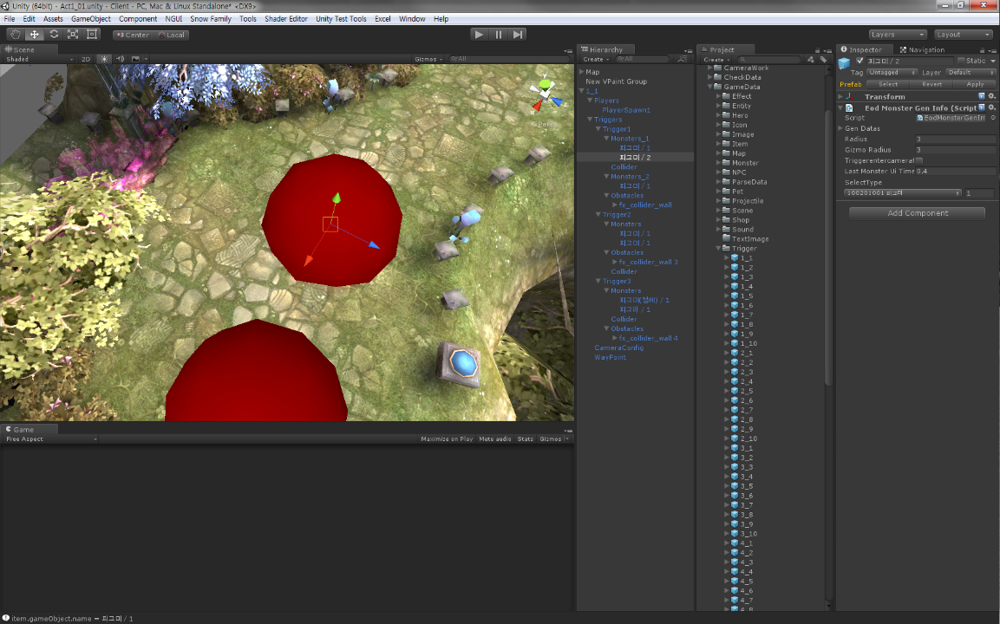 Unity (64bit) - Act1_01.unity - Client - PC, Mac & Linux Standalone* <DX9>
File Edit Assets GameObject Component NGUI Snow Family Tools Shader Editor Unity Test Tools Excel Window Help
Center Local Layers Layout
Scene
Shaded 2D Gizmos All
Persp
Game
Free Aspect Maximize on Play Mute audio Stats Gizmos
Hierarchy
Create All
Map
New VPaint Group
1_1
Players
PlayerSpawn1
Triggers
Trigger1
Monsters_1
피그미 / 1
피그미 / 2
Collider
Monsters_2
피그미 / 1
Obstacles
fx_collider_wall
Trigger2
Monsters
피그미 / 1
피그미 / 1
Obstacles
fx_collider_wall 3
Collider
Trigger3
Monsters
피그미(정예) / 1
피그미 / 1
Collider
Obstacles
fx_collider_wall 4
CameraConfig
WayPoint
Project
Create
CameraWork
CheckData
GameData
Effect
Entity
Hero
Icon
Image
Item
Map
Monster
NPC
ParseData
Pet
Projectile
Scene
Shop
Sound
TextImage
Trigger
1_1
1_2
1_3
1_4
1_5
1_6
1_7
1_8
1_9
1_10
2_1
2_2
2_3
2_4
2_5
2_6
2_7
2_8
2_9
2_10
3_1
3_2
3_3
3_4
3_5
3_6
3_7
3_8
3_9
3_10
4_1
4_2
4_3
4_4
4_5
4_6
4_7
4_8
Inspector Navigation
피그미 / 2 Static
Tag Untagged Layer Default
Prefab Select Revert Apply
Transform
Eod Monster Gen Info (Script
Script EodMonsterGenIn
Gen Datas
Radius 3
Gizmo Radius 3
Triggerentercameral
Last Monster Ui Time 0.4
SelectType
100201001 피그미 1
Add Component
item.gameObject.name = 피그미 / 1